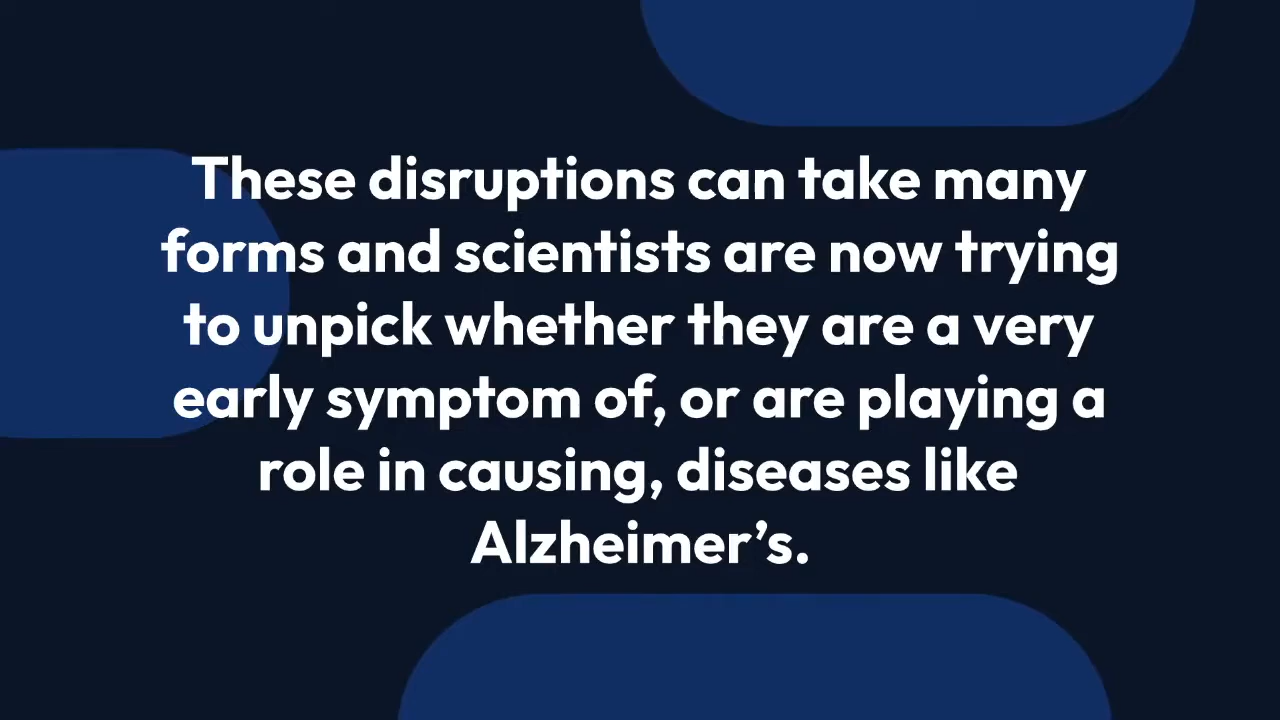 These disruptions can take many
forms and scientists are now trying
to unpick whether they are a very
early symptom of, or are playing a
role in causing, diseases like
Alzheimer’s.